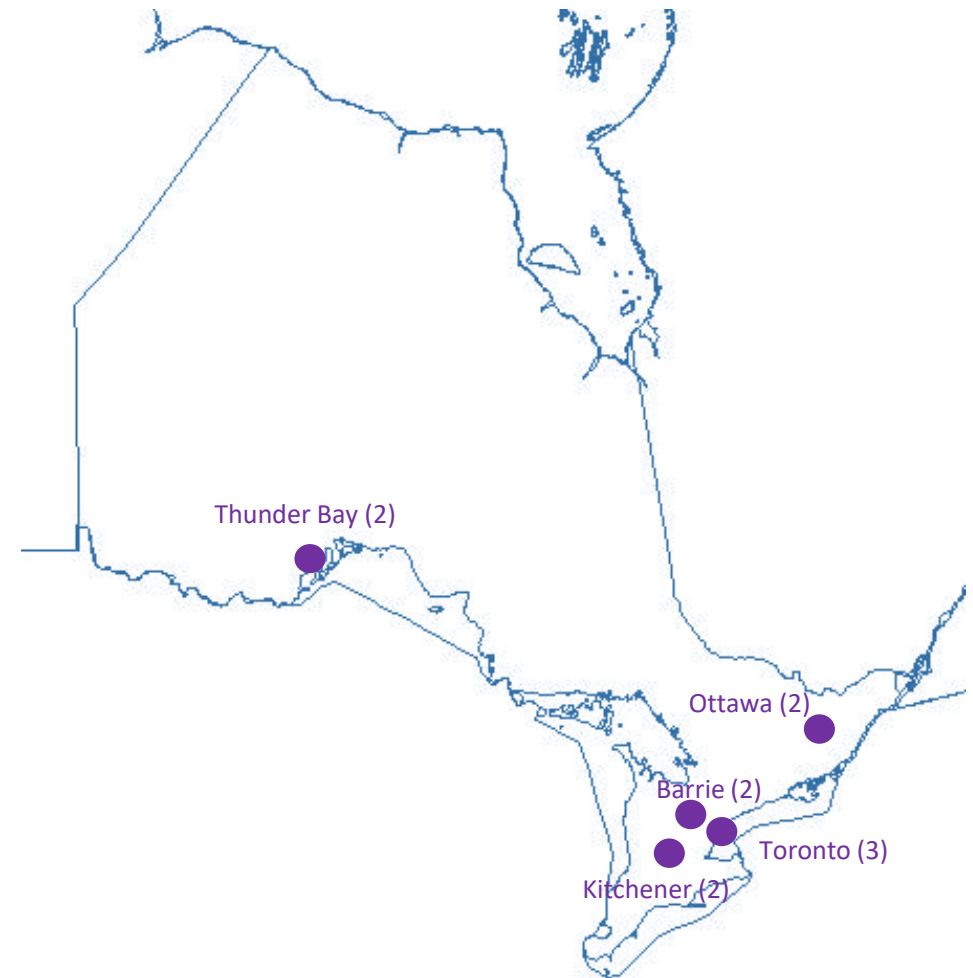 Thunder Bay (2)
Ottawa (2)
Barrie (2)
Toronto (3)
Kitchener (2)